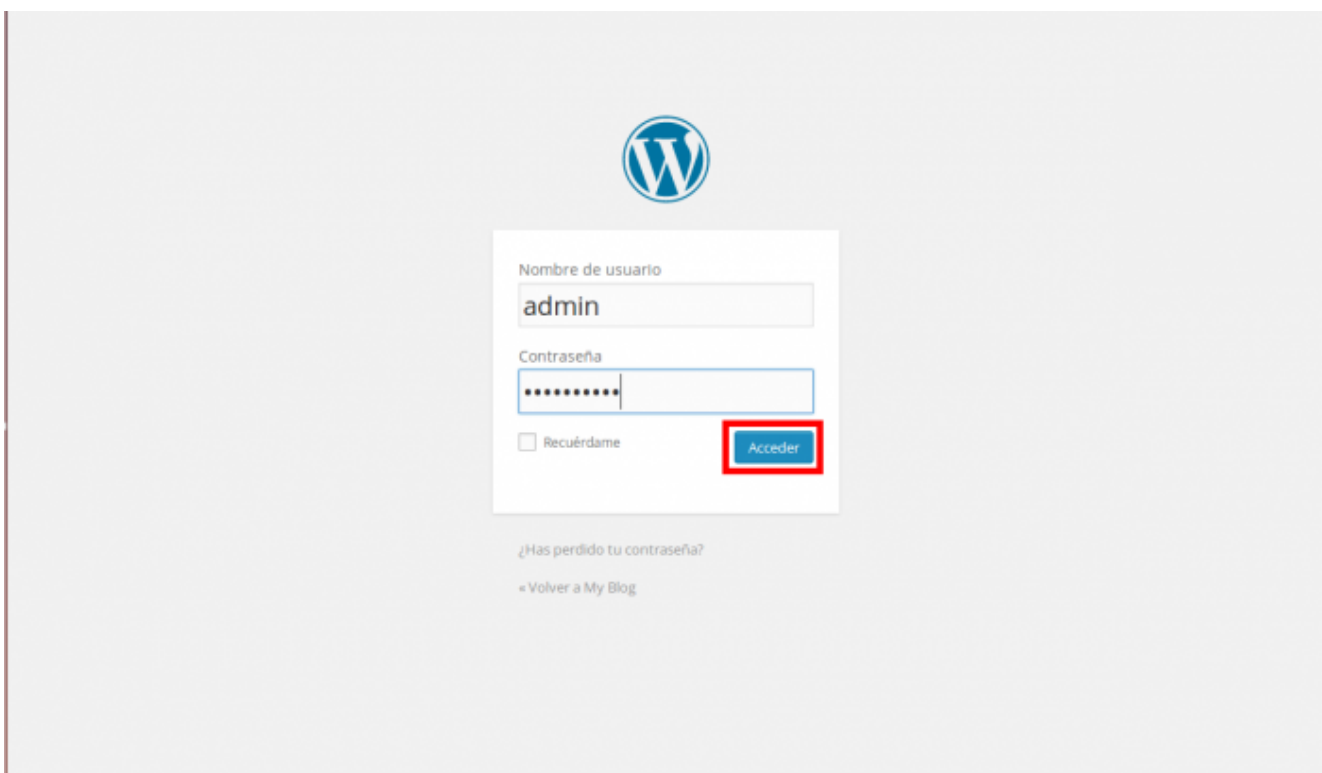 Nombre de usuario
admin
Contraseña
••••••••••
Recuérdame
Acceder
¿Has perdido tu contraseña?
« Volver a My Blog